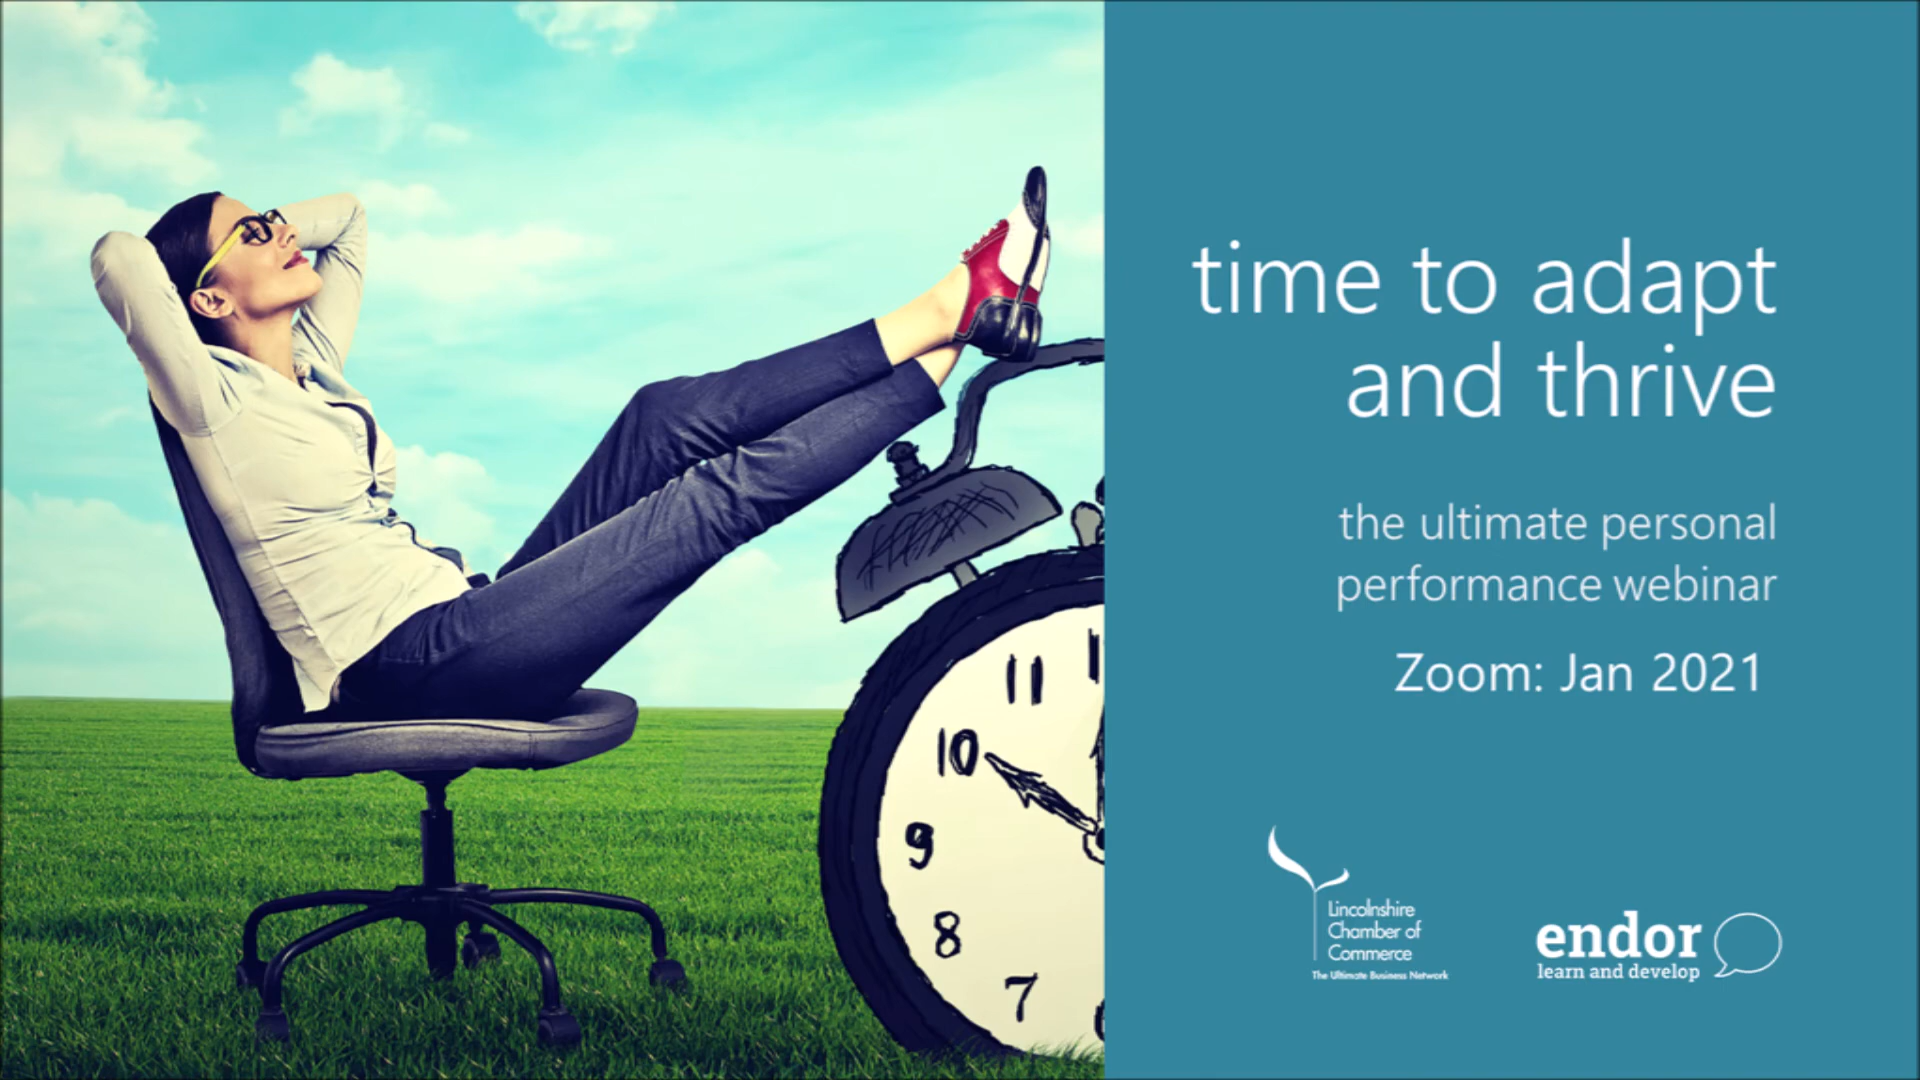 time to adapt
and thrive
the ultimate personal
performance webinar
Zoom: Jan 2021
11
10
9
8
7
Lincolnshire
Chamber of
Commerce
The Ultimate Business Network
endor
learn and develop